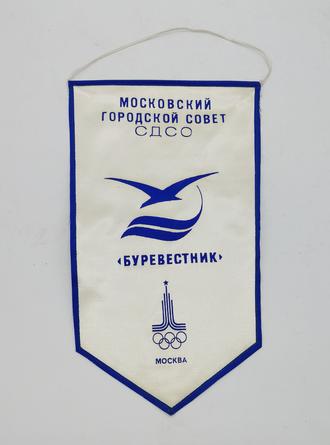 МОСКОВСКИЙ
ГОРОДСКОЙ СОВЕТ
СДСО
«БУРЕВЕСТНИК»
МОСКВА